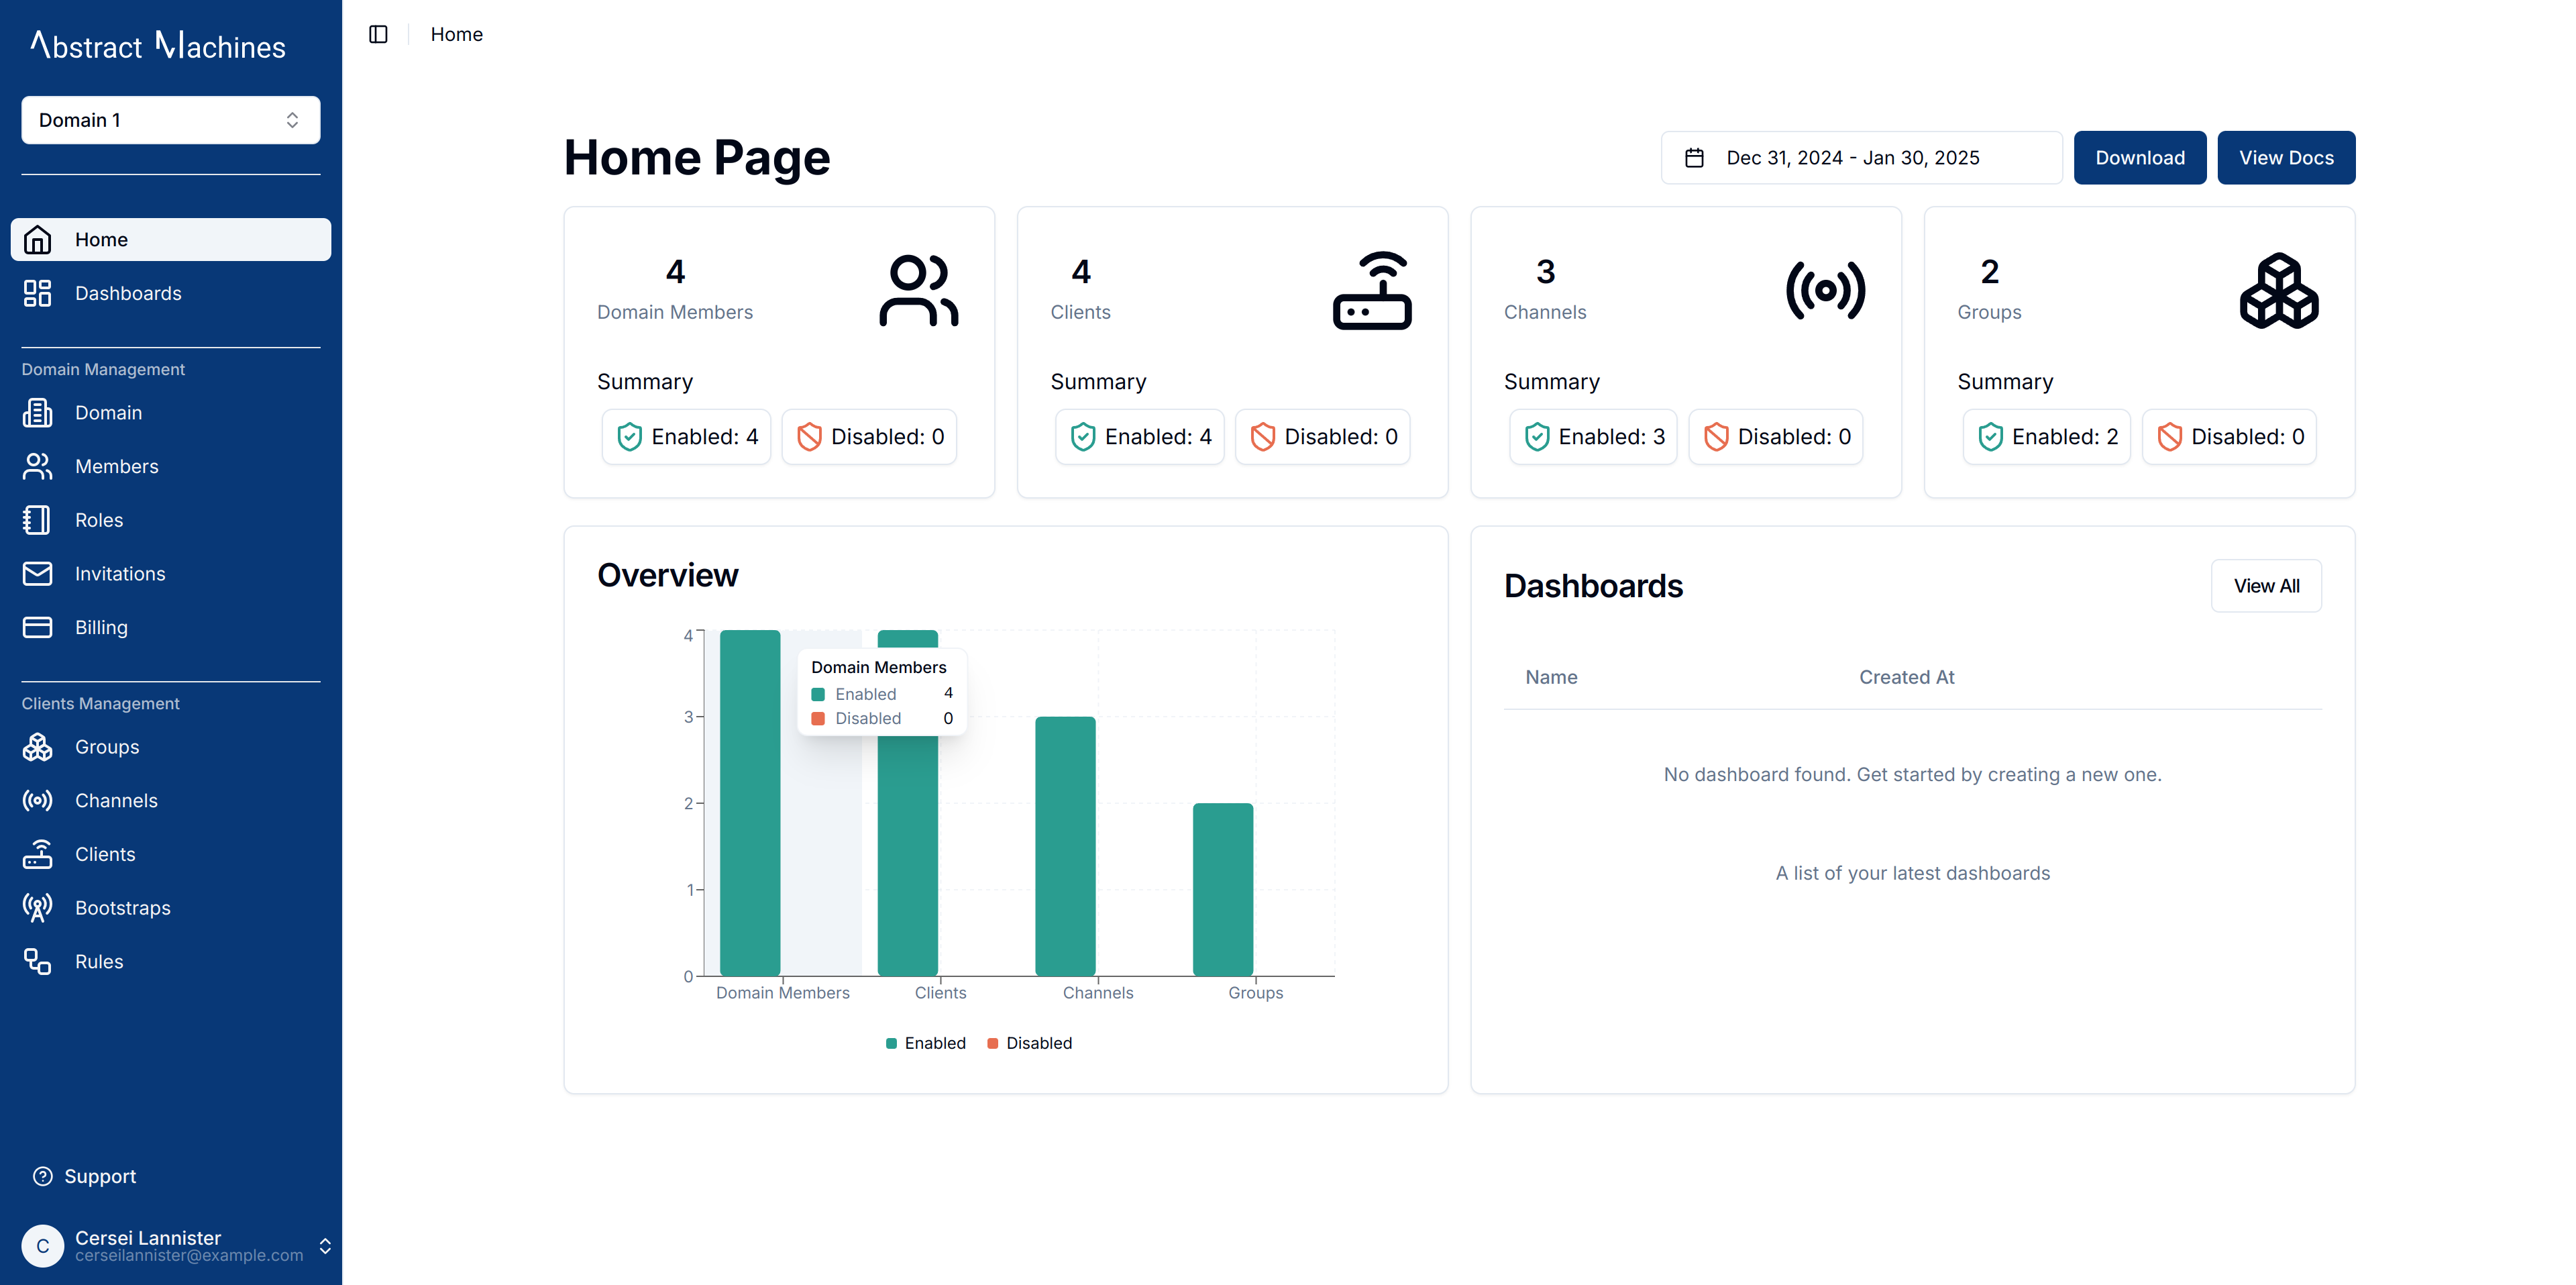 Abstract Machines
Domain 1
Home
Dashboards
Domain Management
Domain
Members
Roles
Invitations
Billing
Clients Management
Groups
Channels
Clients
Bootstraps
Rules
Support
C
Cersei Lannister
cerseilannister@example.com
Home
Home Page
Dec 31, 2024 - Jan 30, 2025
Download
View Docs
4
Domain Members
Summary
Enabled: 4
Disabled: 0
4
Clients
Summary
Enabled: 4
Disabled: 0
3
Channels
Summary
Enabled: 3
Disabled: 0
2
Groups
Summary
Enabled: 2
Disabled: 0
Overview
4
3
2
1
0
Domain Members
Enabled 4
Disabled 0
Domain Members
Clients
Channels
Groups
Enabled
Disabled
Dashboards
View All
Name Created At
No dashboard found. Get started by creating a new one.
A list of your latest dashboards